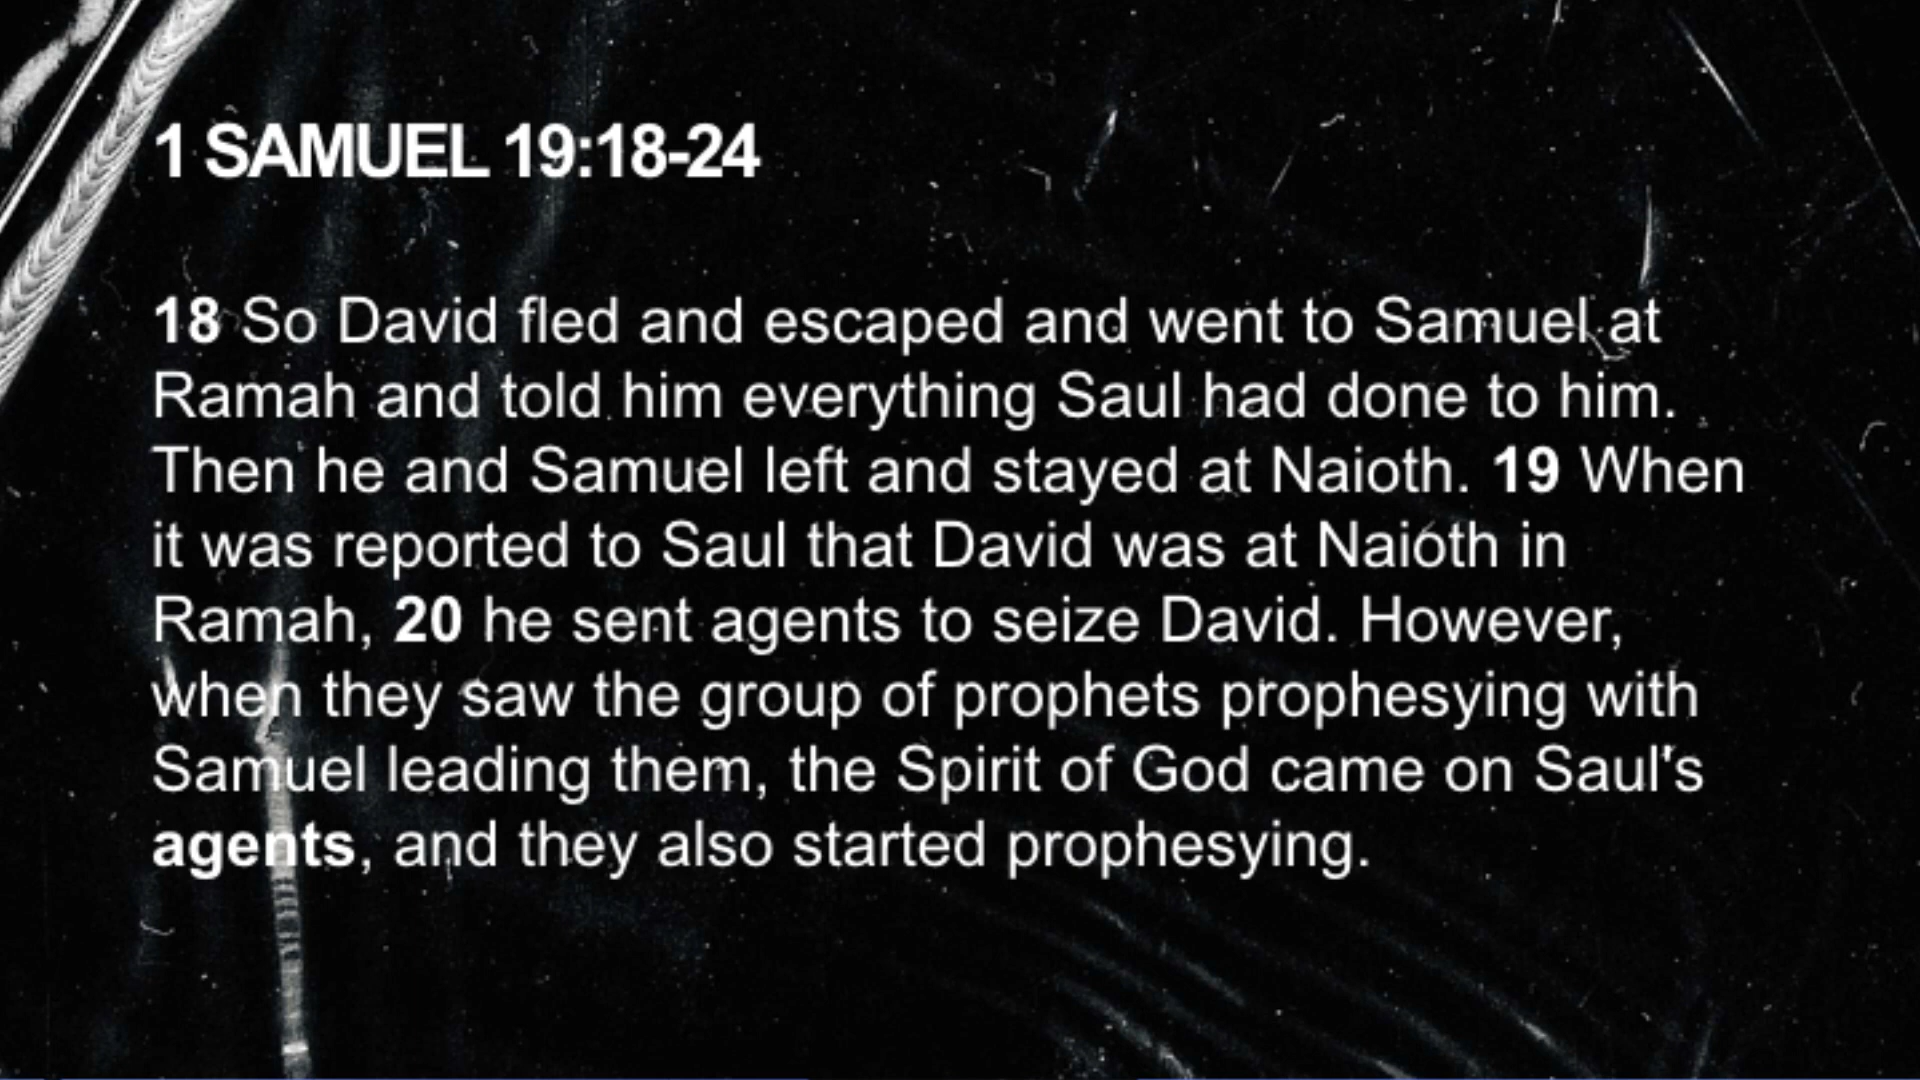 1 SAMUEL 19:18-24
18 So David fled and escaped and went to Samuel at
Ramah and told him everything Saul had done to him.
Then he and Samuel left and stayed at Naioth. 19 When
it was reported to Saul that David was at Naioth in
Ramah, 20 he sent agents to seize David. However,
when they saw the group of prophets prophesying with
Samuel leading them, the Spirit of God came on Saul's
agents, and they also started prophesying.